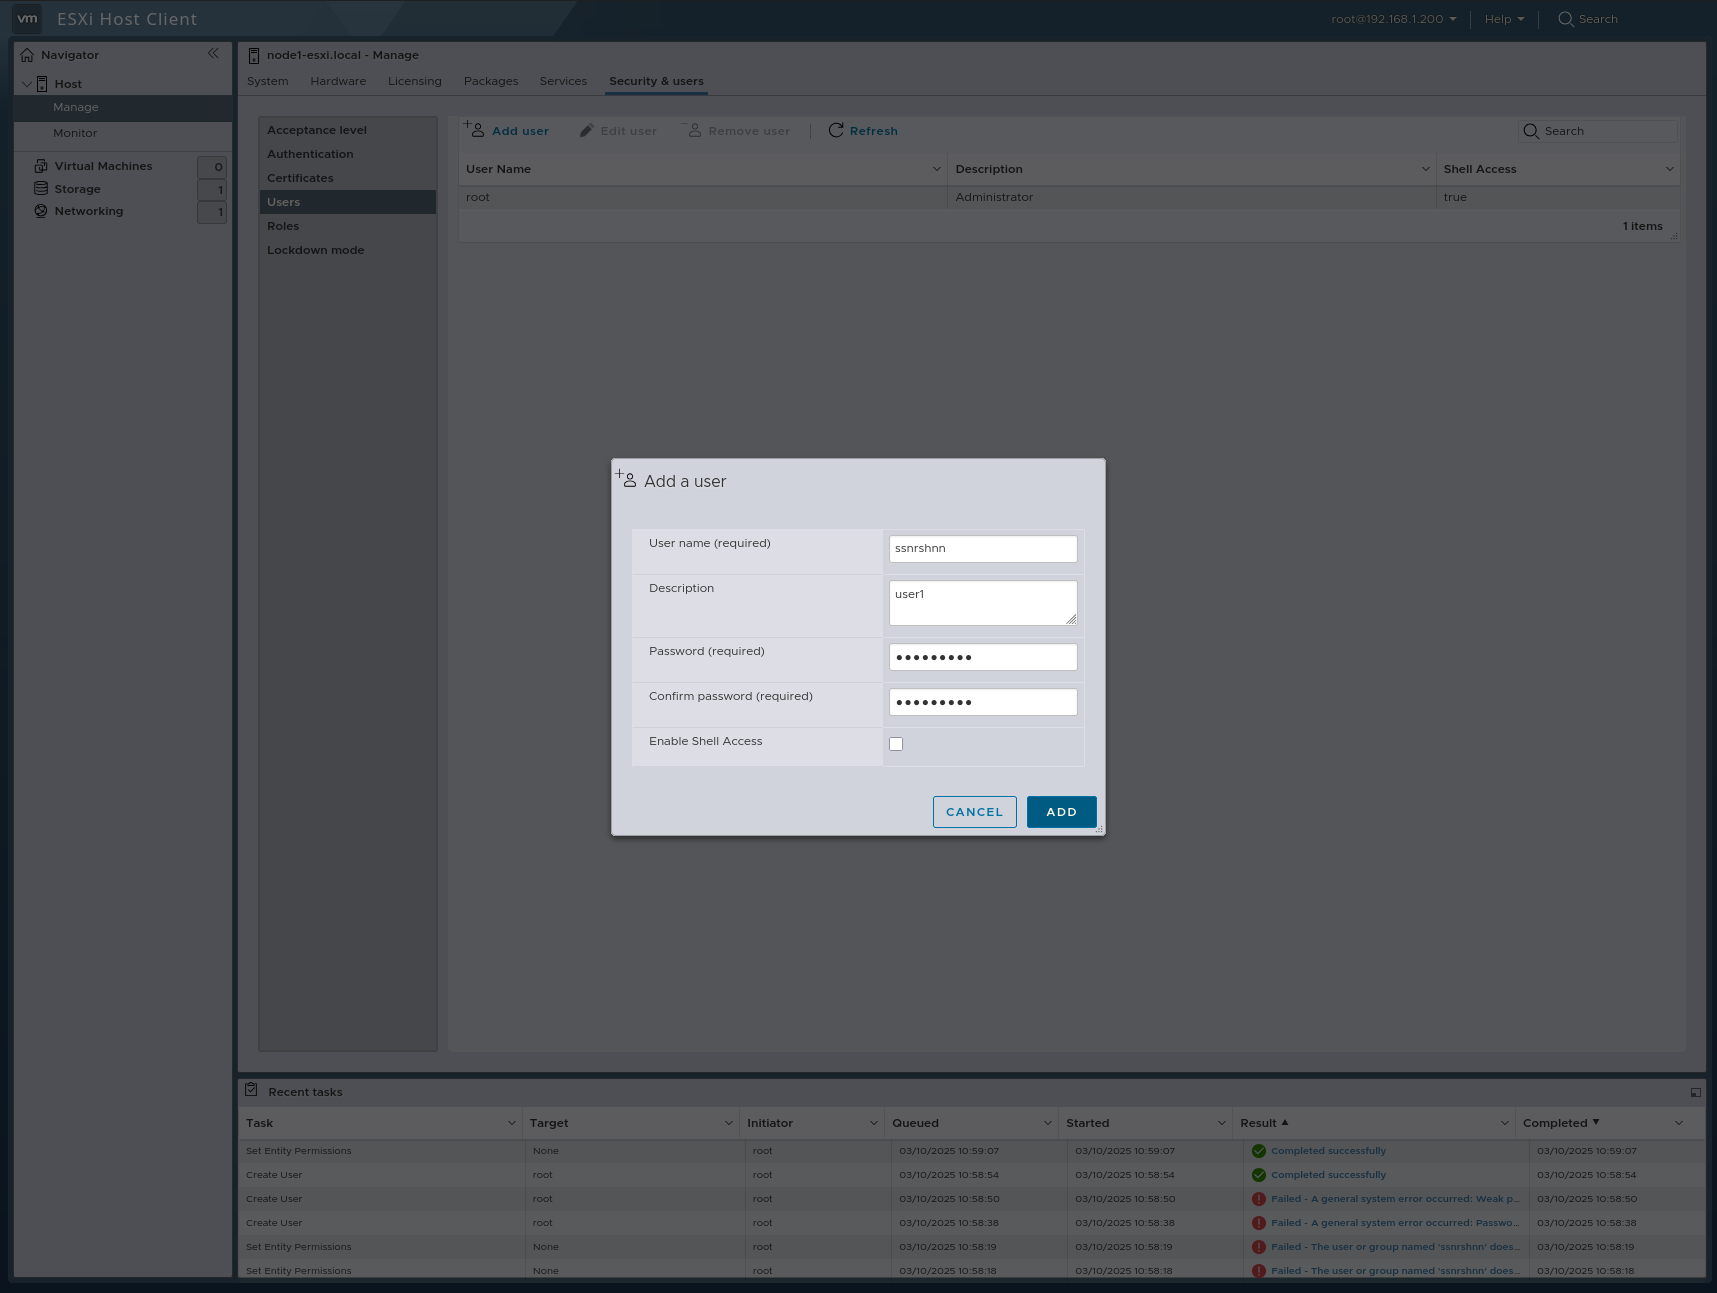 vm ESXi Host Client root@192.168.1.200 Help Search
Navigator
Host
Manage
Monitor
Virtual Machines 0
Storage 1
Networking 1
node1-esxi.local - Manage
System Hardware Licensing Packages Services Security & users
Acceptance level
Authentication
Certificates
Users
Roles
Lockdown mode
Add user Edit user Remove user Refresh Search
User Name Description Shell Access
root Administrator true
1 items
Add a user
User name (required) ssnrshnn
Description user1
Password (required) •••••••••
Confirm password (required) •••••••••
Enable Shell Access
CANCEL ADD
Recent tasks
Task Target Initiator Queued Started Result Completed
Set Entity Permissions None root 03/10/2025 10:59:07 03/10/2025 10:59:07 Completed successfully 03/10/2025 10:59:07
Create User root root 03/10/2025 10:58:54 03/10/2025 10:58:54 Completed successfully 03/10/2025 10:58:54
Create User root root 03/10/2025 10:58:50 03/10/2025 10:58:50 Failed - A general system error occurred: Weak p... 03/10/2025 10:58:50
Create User root root 03/10/2025 10:58:38 03/10/2025 10:58:38 Failed - A general system error occurred: Passwo... 03/10/2025 10:58:38
Set Entity Permissions None root 03/10/2025 10:58:19 03/10/2025 10:58:19 Failed - The user or group named 'ssnrshnn' does... 03/10/2025 10:58:19
Set Entity Permissions None root 03/10/2025 10:58:18 03/10/2025 10:58:18 Failed - The user or group named 'ssnrshnn' does... 03/10/2025 10:58:18